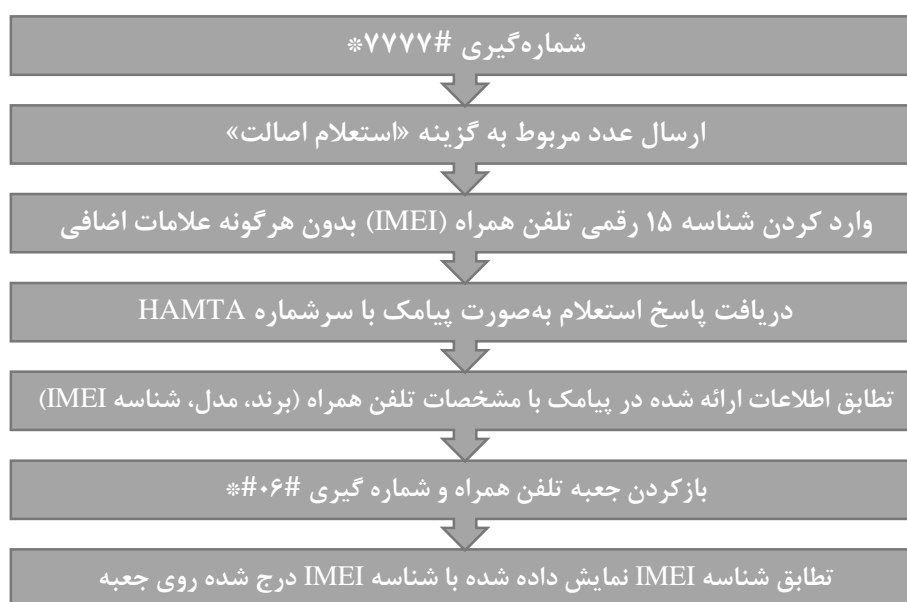 شماره‌گیری #۷۷۷۷*
ارسال عدد مربوط به گزینه «استعلام اصالت»
وارد کردن شناسه ۱۵ رقمی تلفن همراه (IMEI) بدون هرگونه علامات اضافی
دریافت پاسخ استعلام به‌صورت پیامک با سرشماره HAMTA
تطابق اطلاعات ارائه شده در پیامک با مشخصات تلفن همراه (برند، مدل، شناسه IMEI)
بازکردن جعبه تلفن همراه و شماره گیری #۰۶#*
تطابق شناسه IMEI نمایش داده شده با شناسه IMEI درج شده روی جعبه